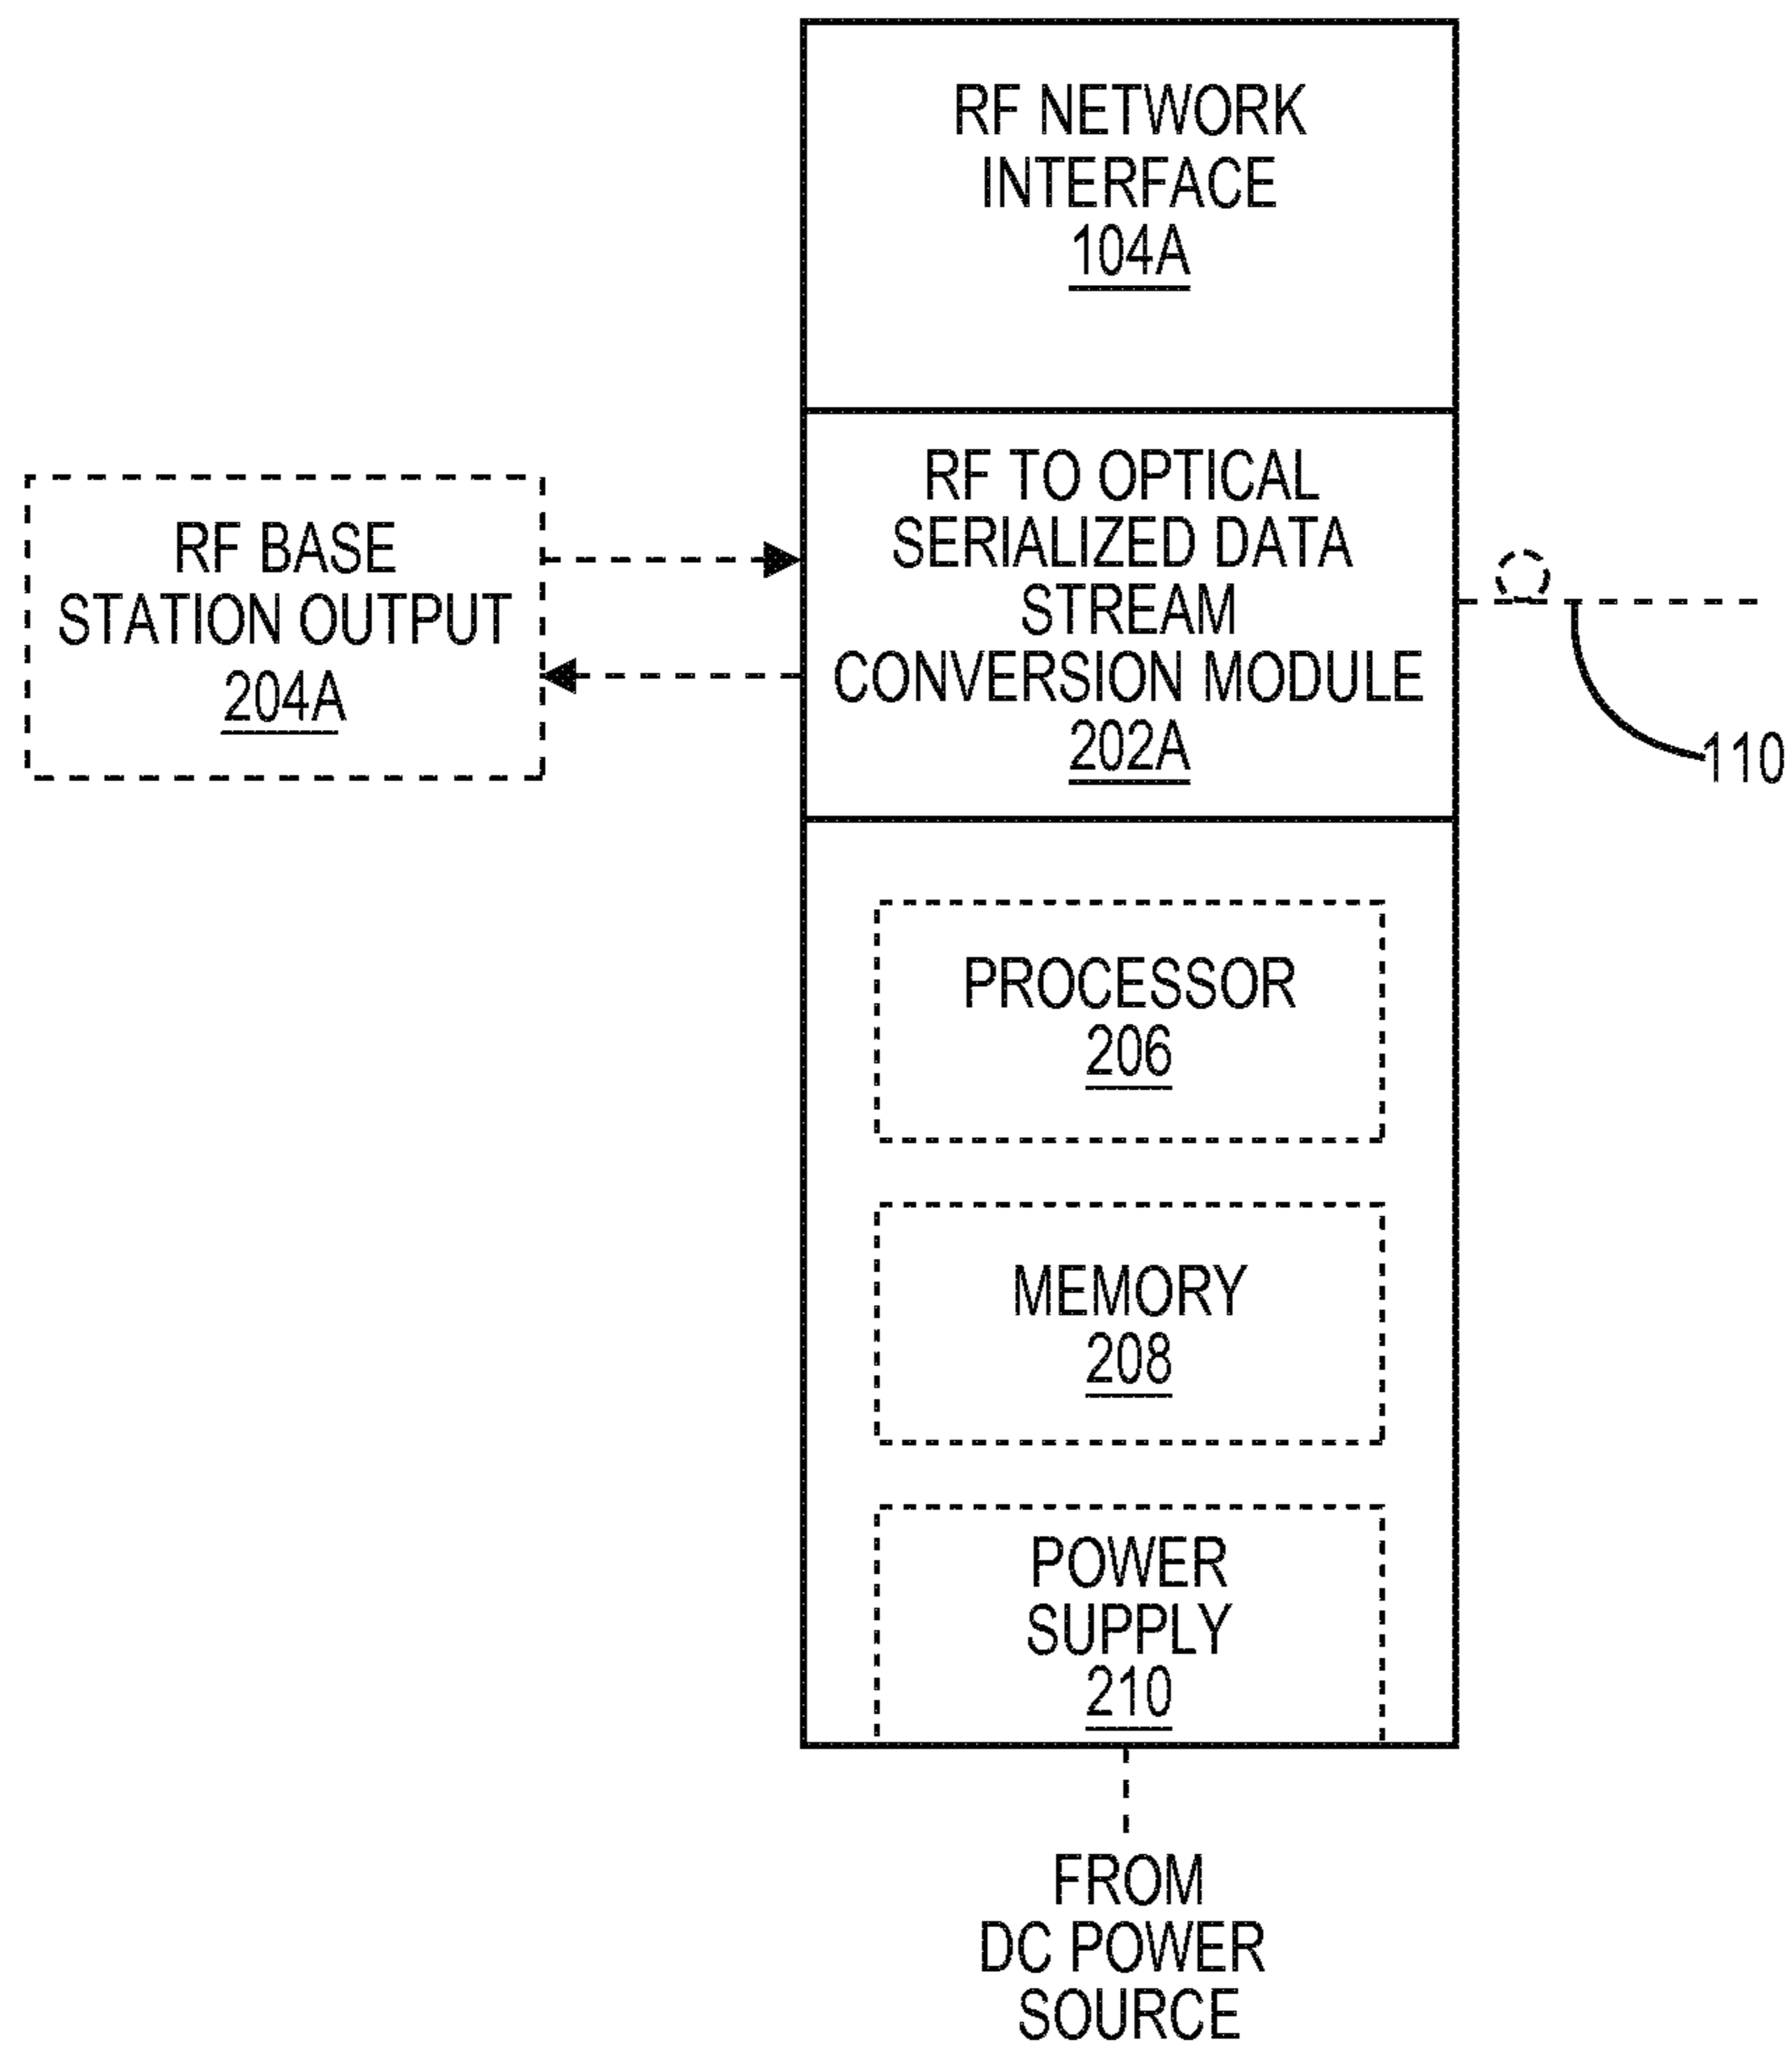 RF NETWORK
INTERFACE
104A
RF BASE
STATION OUTPUT
204A
RF TO OPTICAL
SERIALIZED DATA
STREAM
CONVERSION MODULE
202A
110
PROCESSOR
206
MEMORY
208
POWER
SUPPLY
210
FROM
DC POWER
SOURCE